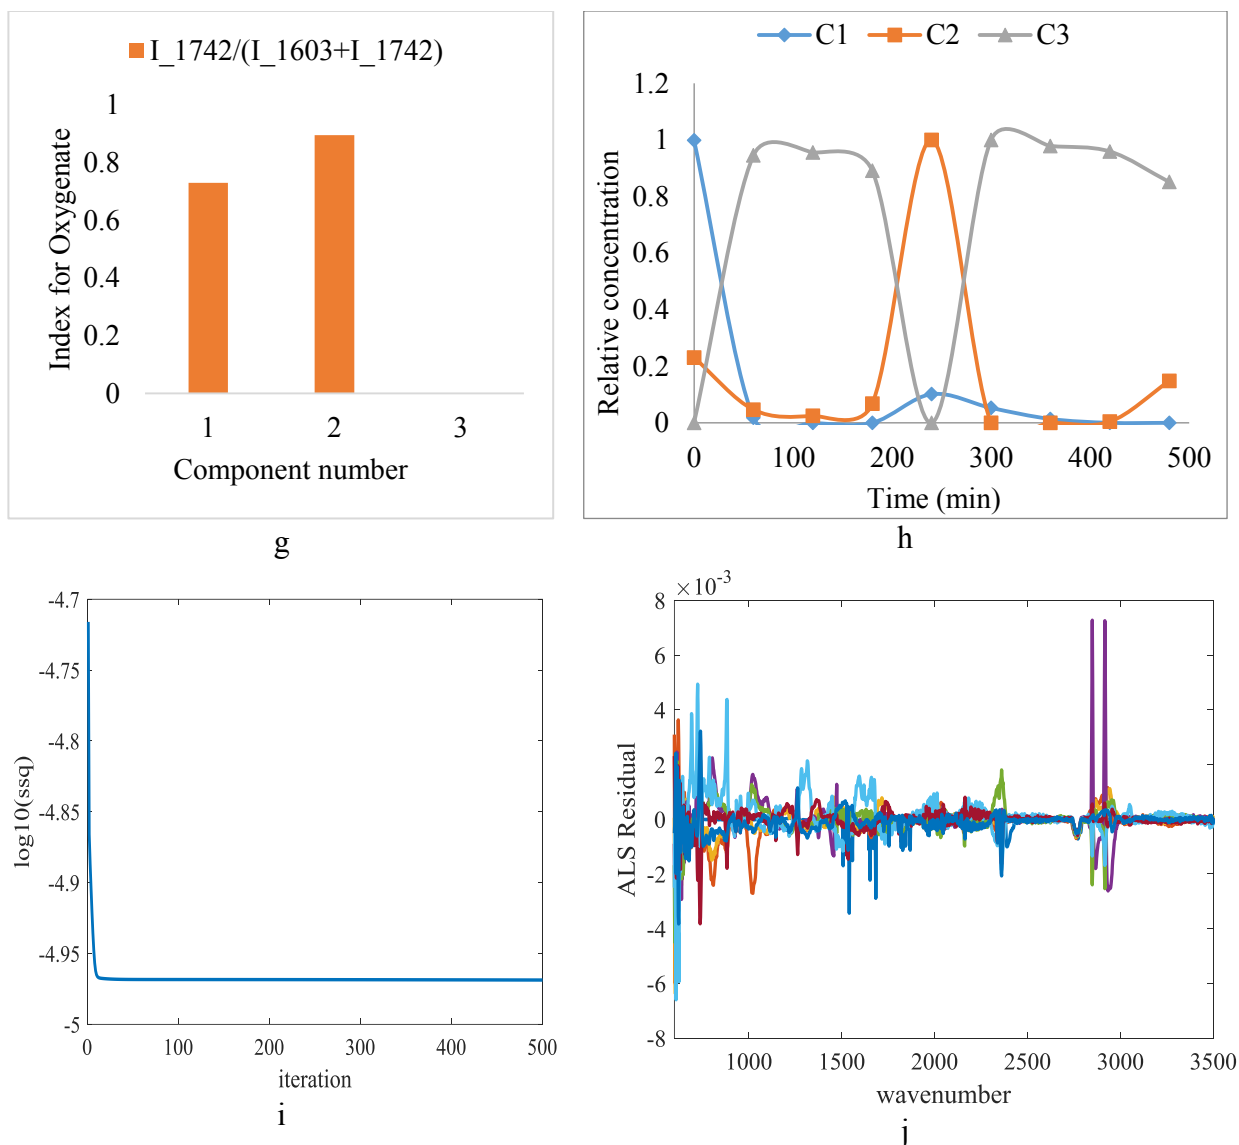 I_1742/(I_1603+I_1742)
Index for Oxygenate
1
0.8
0.6
0.4
0.2
0
1 2 3
Component number
g
C1 C2 C3
Relative concentration
1.2
1
0.8
0.6
0.4
0.2
0
0 100 200 300 400 500
Time (min)
h
log10(ssq)
-4.7
-4.75
-4.8
-4.85
-4.9
-4.95
-5
0 100 200 300 400 500
iteration
i
×10⁻³
ALS Residual
8
6
4
2
0
-2
-4
-6
-8
1000 1500 2000 2500 3000 3500
wavenumber
j